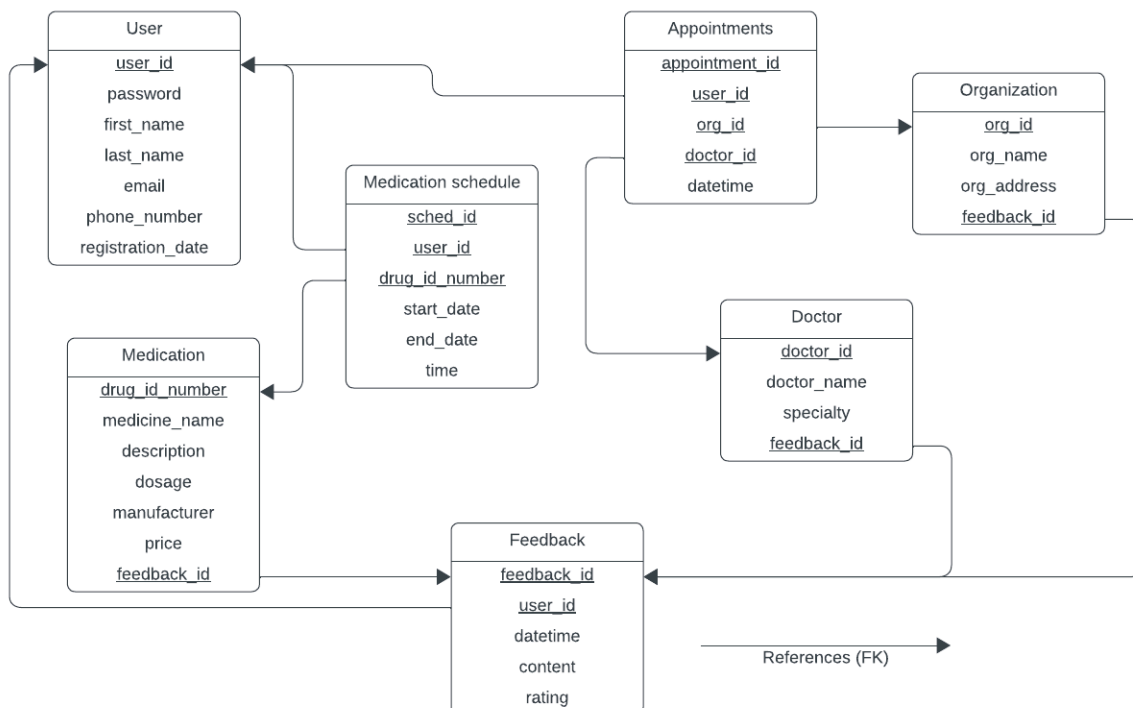 User
user_id
password
first_name
last_name
email
phone_number
registration_date
Appointments
appointment_id
user_id
org_id
doctor_id
datetime
Organization
org_id
org_name
org_address
feedback_id
Medication schedule
sched_id
user_id
drug_id_number
start_date
end_date
time
Medication
drug_id_number
medicine_name
description
dosage
manufacturer
price
feedback_id
Doctor
doctor_id
doctor_name
specialty
feedback_id
Feedback
feedback_id
user_id
datetime
content
rating
References (FK)